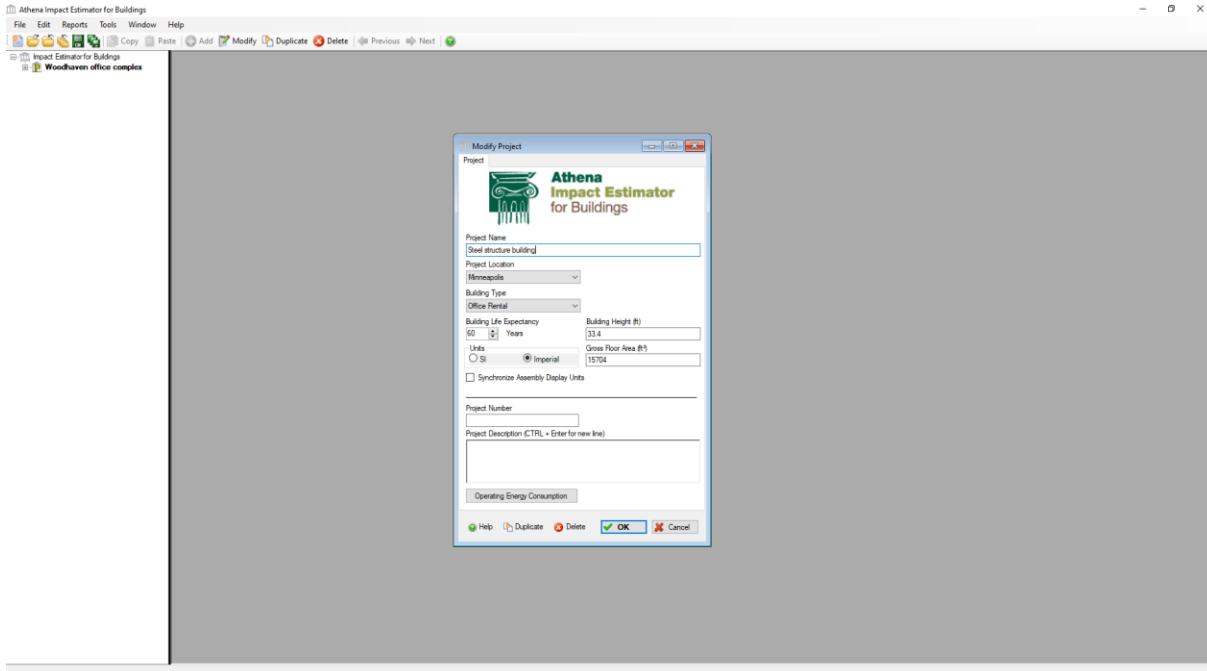 Athena Impact Estimator for Buildings
File Edit Reports Tools Window Help
Copy Paste Add Modify Duplicate Delete Previous Next
Impact Estimator for Buildings
Woodhaven office complex
Modify Project
Project
Athena
Impact Estimator
for Buildings
Project Name
Steel structure building
Project Location
Minneapolis
Building Type
Office Rental
Building Life Expectancy Building Height (ft)
60 Years 33.4
Units Gross Floor Area (ft²)
SI Imperial 15704
Synchronize Assembly Display Units
Project Number
Project Description (CTRL + Enter for new line)
Operating Energy Consumption
Help Duplicate Delete OK Cancel